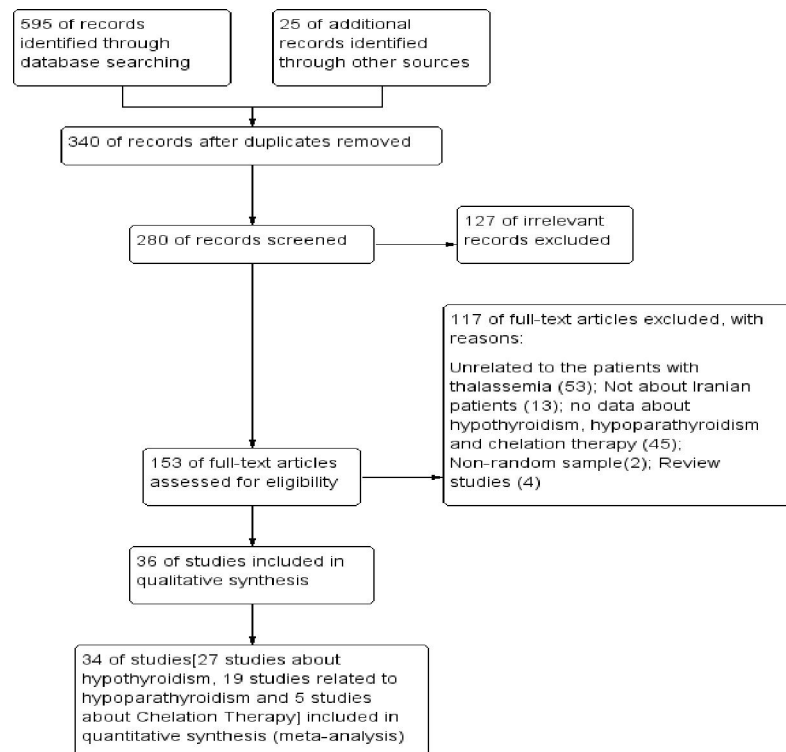 595 of records
identified through
database searching
25 of additional
records identified
through other sources
340 of records after duplicates removed
280 of records screened
127 of irrelevant
records excluded
117 of full-text articles excluded, with
reasons:
Unrelated to the patients with
thalassemia (53); Not about Iranian
patients (13); no data about
hypothyroidism, hypoparathyroidism
and chelation therapy (45);
Non-random sample(2); Review
studies (4)
153 of full-text articles
assessed for eligibility
36 of studies included in
qualitative synthesis
34 of studies[27 studies about
hypothyroidism, 19 studies related to
hypoparathyroidism and 5 studies
about Chelation Therapy] included in
quantitative synthesis (meta-analysis)